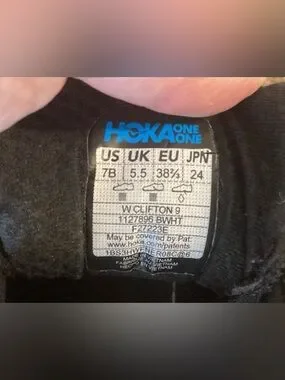 HOKA ONE ONE
US UK EU JPN
7B 5.5 38⅔ 24
W CLIFTON 9
1127896 BWHT
F27223E
May be covered by Pat.
www.hoka.com/patents